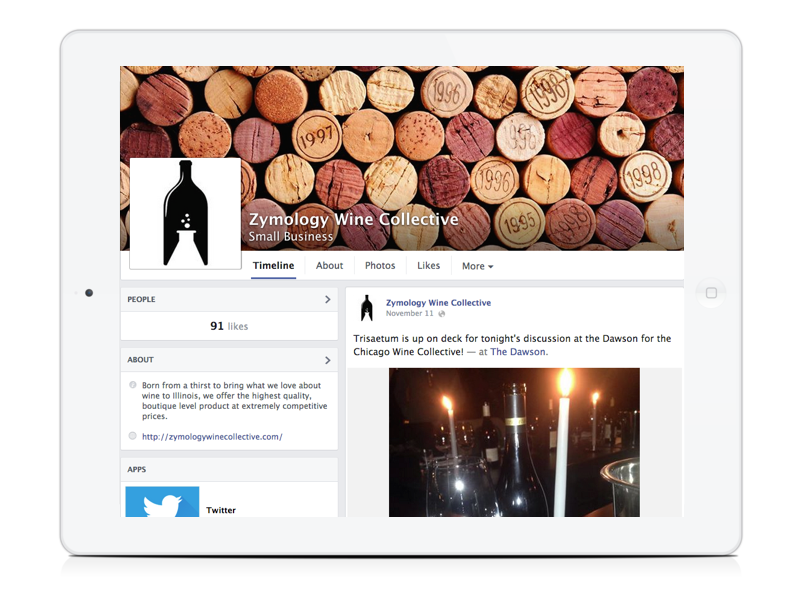 1996
1998
1997
1996
1996
1998
1995
1998
Zymology Wine Collective
Small Business
Timeline
About
Photos
Likes
More
PEOPLE
91 likes
ABOUT
Born from a thirst to bring what we love about
wine to Illinois, we offer the highest quality,
boutique level product at extremely competitive
prices.
http://zymologywinecollective.com/
APPS
Twitter
Zymology Wine Collective
November 11
Trisaetum is up on deck for tonight's discussion at the Dawson for the
Chicago Wine Collective! — at The Dawson.